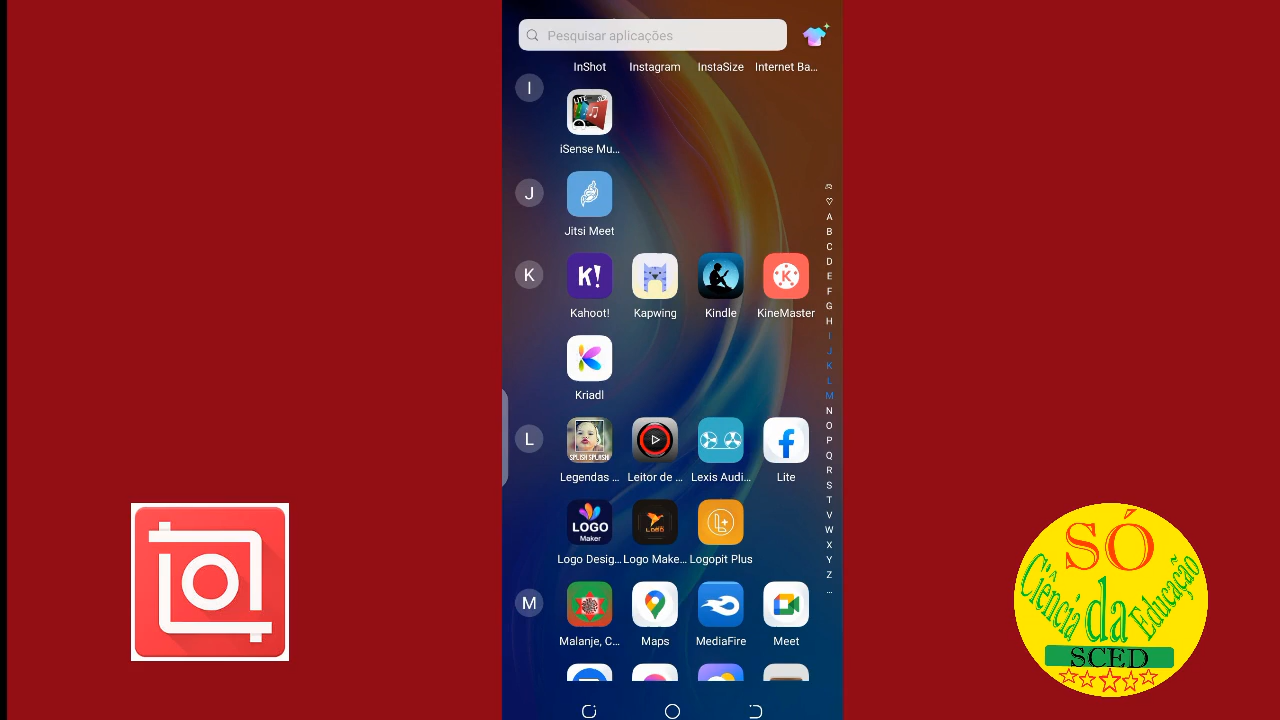 Pesquisar aplicações
InShot Instagram InstaSize Internet Ba...
I
LITE
iSense Mu...
J
Jitsi Meet
K
K!
K
Kahoot! Kapwing Kindle KineMaster
Kriadl
L
SPLISH SPLASH
Legendas ... Leitor de ... Lexis Audi... Lite
LOGO
Maker
LOGO
L+
Logo Desig... Logo Make... Logopit Plus
M
Malanje, C... Maps MediaFire Meet
A
B
C
D
E
F
G
H
I
J
K
L
M
N
O
P
Q
R
S
T
V
W
X
Y
Z
...
SÓ
Ciência da Educação
SCED